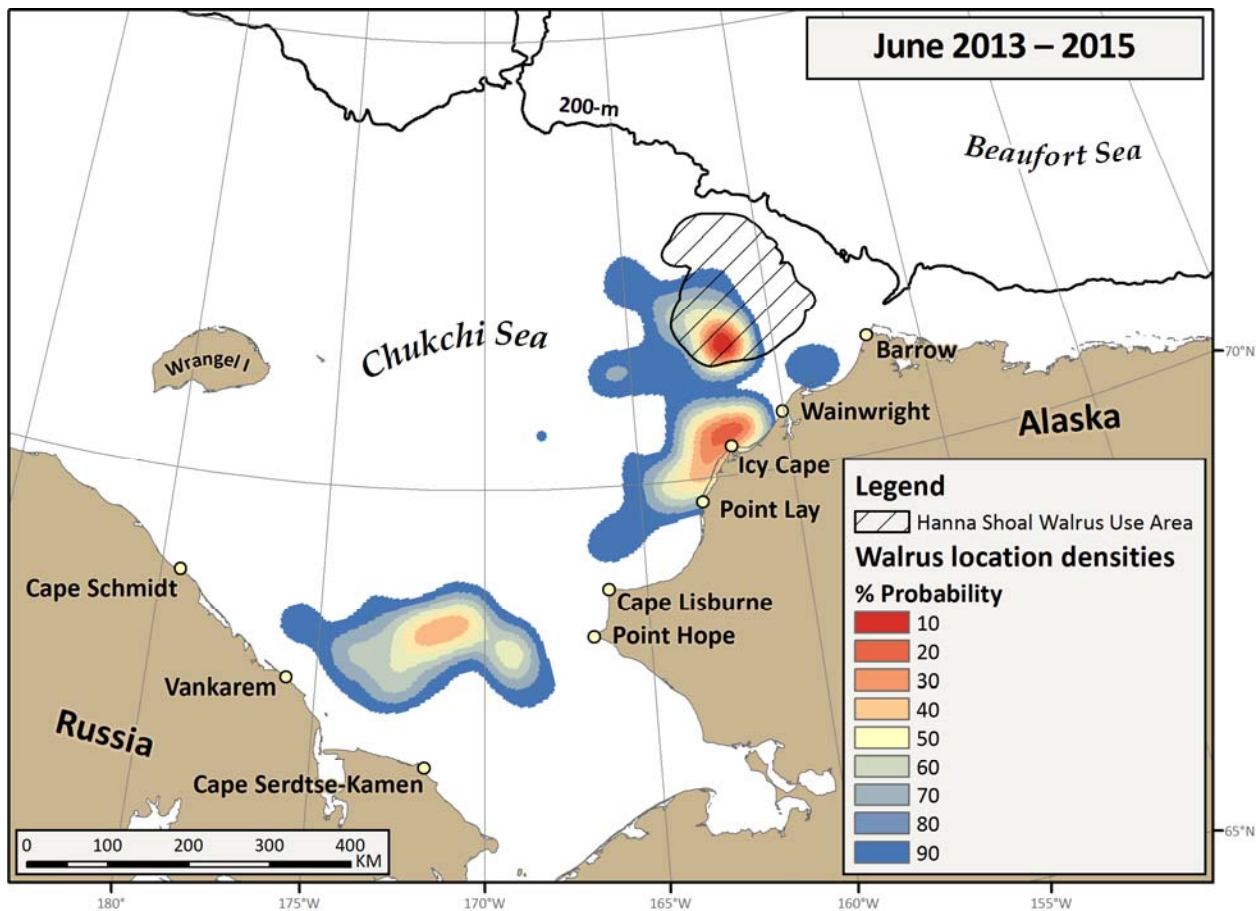 June 2013 – 2015
200-m
Beaufort Sea
Chukchi Sea
Wrangel I
Barrow
70°N
Wainwright
Alaska
Icy Cape
Point Lay
Cape Schmidt
Cape Lisburne
Point Hope
Vankarem
Russia
Cape Serdtse-Kamen
Legend
Hanna Shoal Walrus Use Area
Walrus location densities
% Probability
10
20
30
40
50
60
70
80
90
65°N
0 100 200 300 400
KM
180° 175°W 170°W 165°W 160°W 155°W